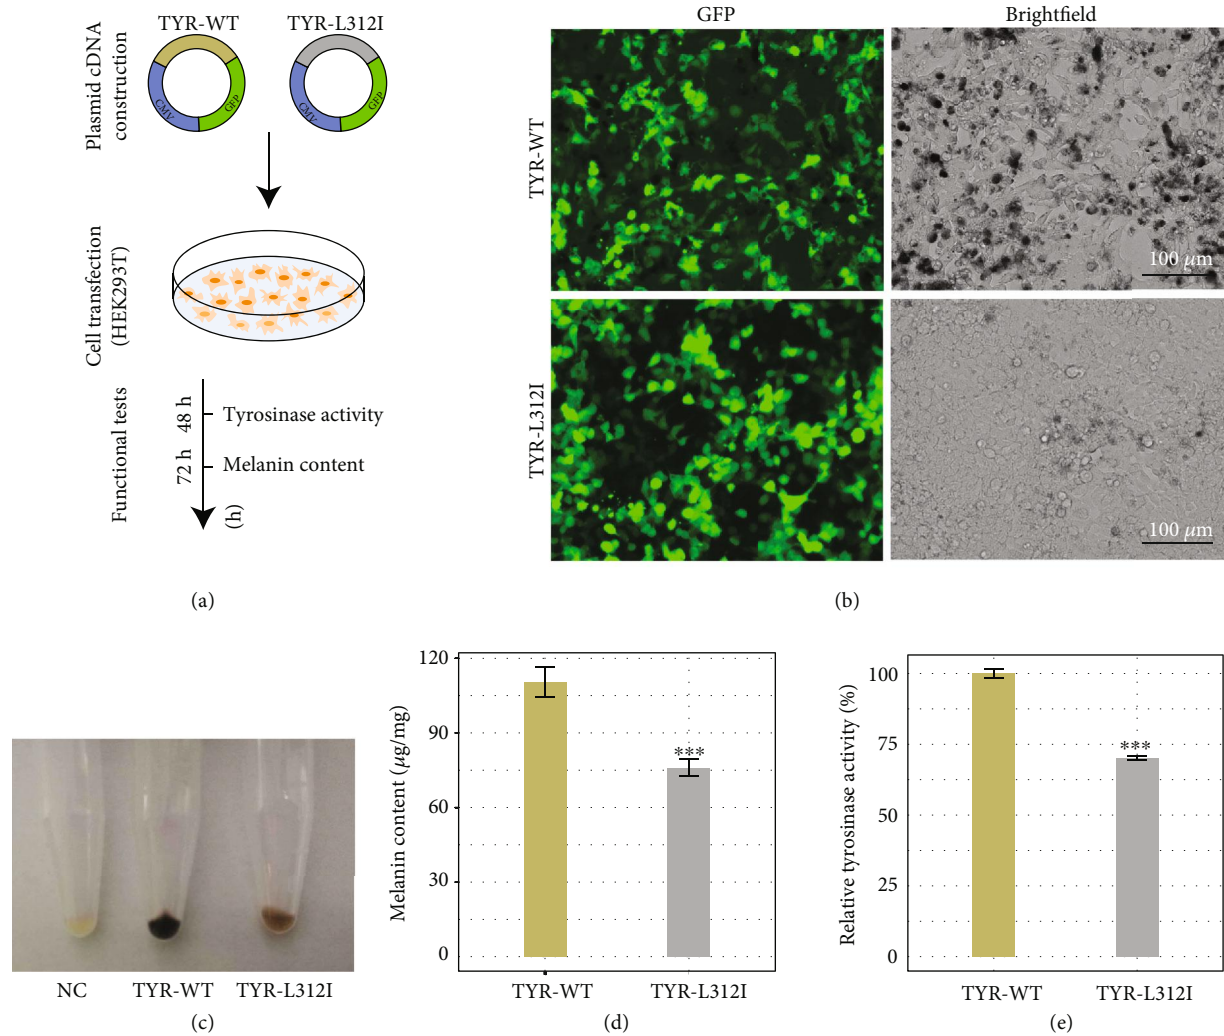 TYR-WT
TYR-L312I
CMV
GFP
CMV
GFP
Plasmid cDNA
construction
Cell transfection
(HEK293T)
Functional tests
48 h
72 h
(h)
Tyrosinase activity
Melanin content
(a)
GFP
Brightfield
TYR-WT
100 μm
TYR-L312I
100 μm
(b)
NC
TYR-WT
TYR-L312I
(c)
Melanin content (μg/mg)
120
90
60
30
0
***
TYR-WT
TYR-L312I
(d)
Relative tyrosinase activity (%)
100
75
50
25
0
***
TYR-WT
TYR-L312I
(e)